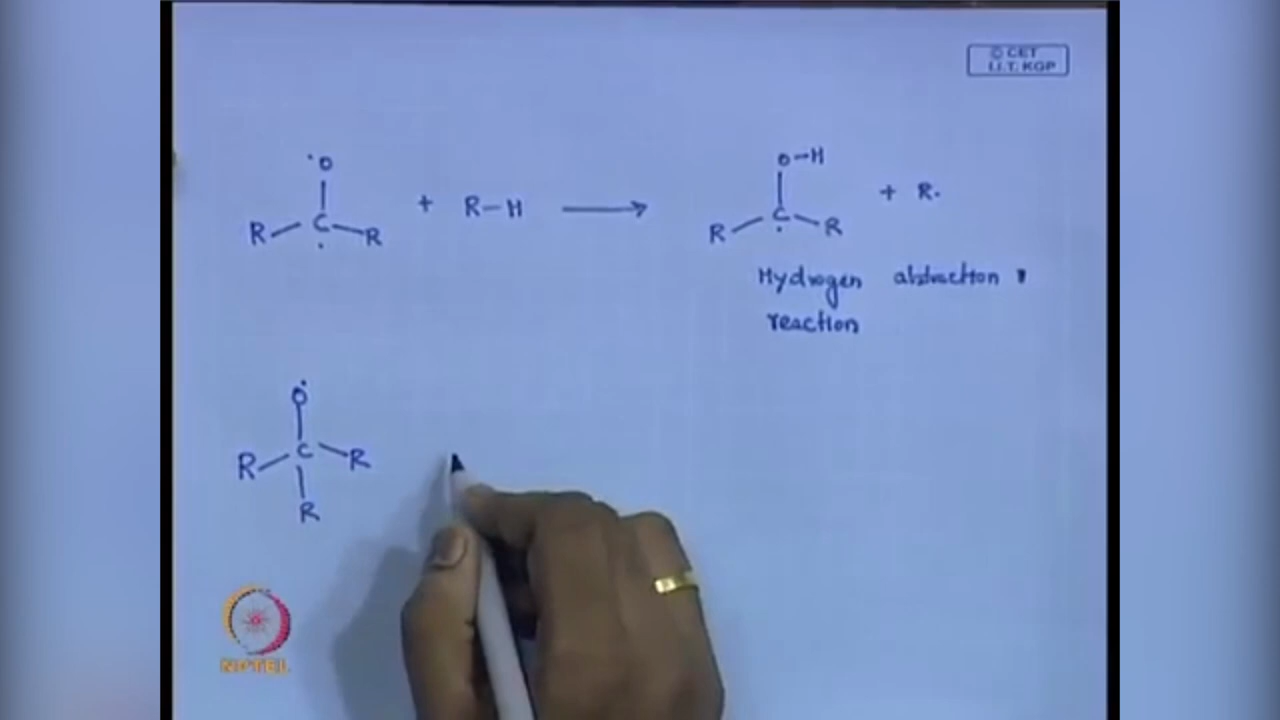 © CET
I.I.T. KGP
·O
R-C-R + R-H → R-C-R + R·
O-H
Hydrogen abstraction
reaction
O·
R-C-R
R
NPTEL